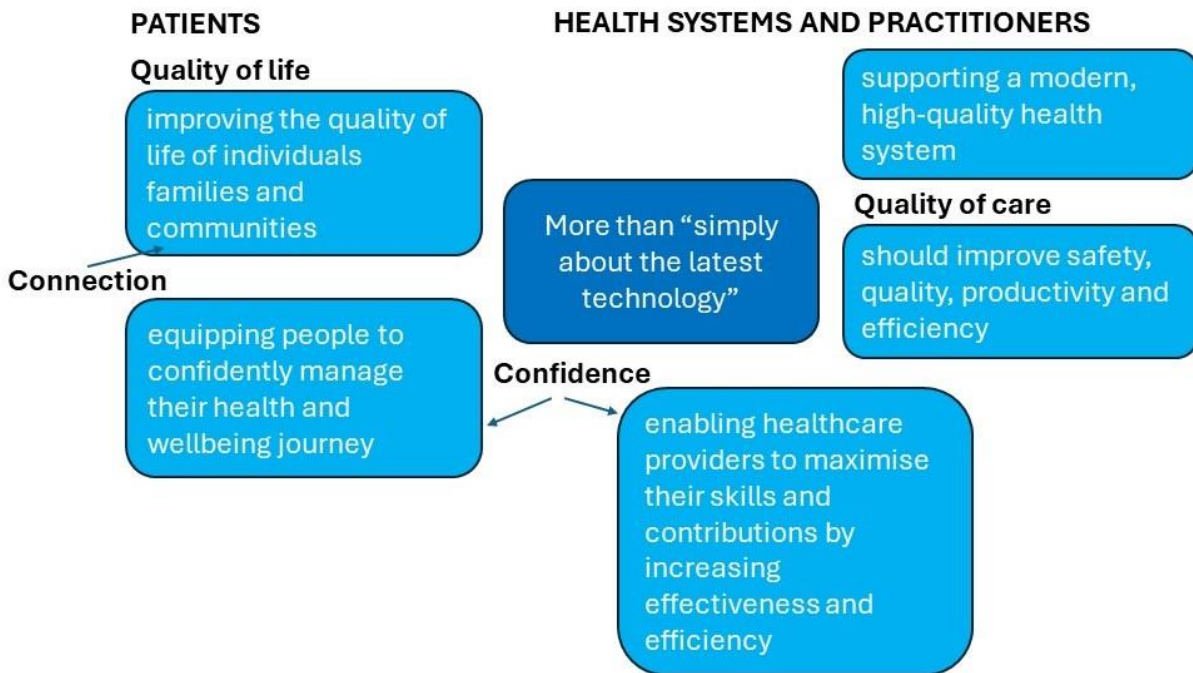 PATIENTS
HEALTH SYSTEMS AND PRACTITIONERS
Quality of life
improving the quality of
life of individuals
families and
communities
Connection
equipping people to
confidently manage
their health and
wellbeing journey
More than “simply
about the latest
technology”
Confidence
supporting a modern,
high-quality health
system
Quality of care
should improve safety,
quality, productivity and
efficiency
enabling healthcare
providers to maximise
their skills and
contributions by
increasing
effectiveness and
efficiency